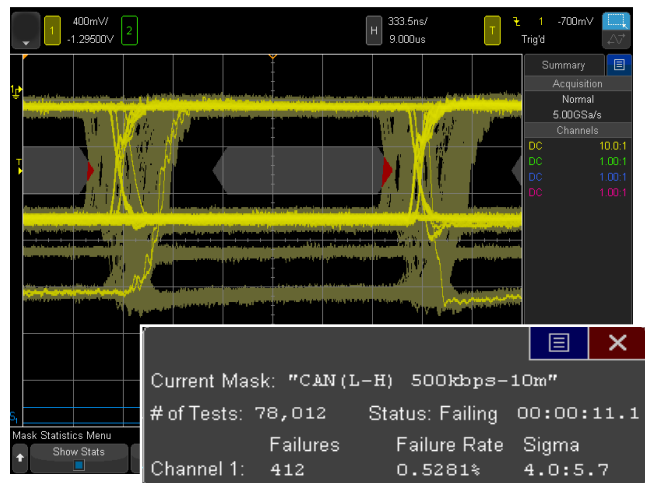 1 400mV/ 2 H 333.5ns/ T 1 -700mV
-1.29500V 9.000us Trig'd
Summary
Acquisition
Normal
5.00GSa/s
Channels
DC 10.0:1
DC 1.00:1
DC 1.00:1
DC 1.00:1
1
T
Current Mask: "CAN(L-H) 500kbps-10m"
# of Tests: 78,012 Status: Failing 00:00:11.1
Failures Failure Rate Sigma
Channel 1: 412 0.5281% 4.0:5.7
Mask Statistics Menu
Show Stats